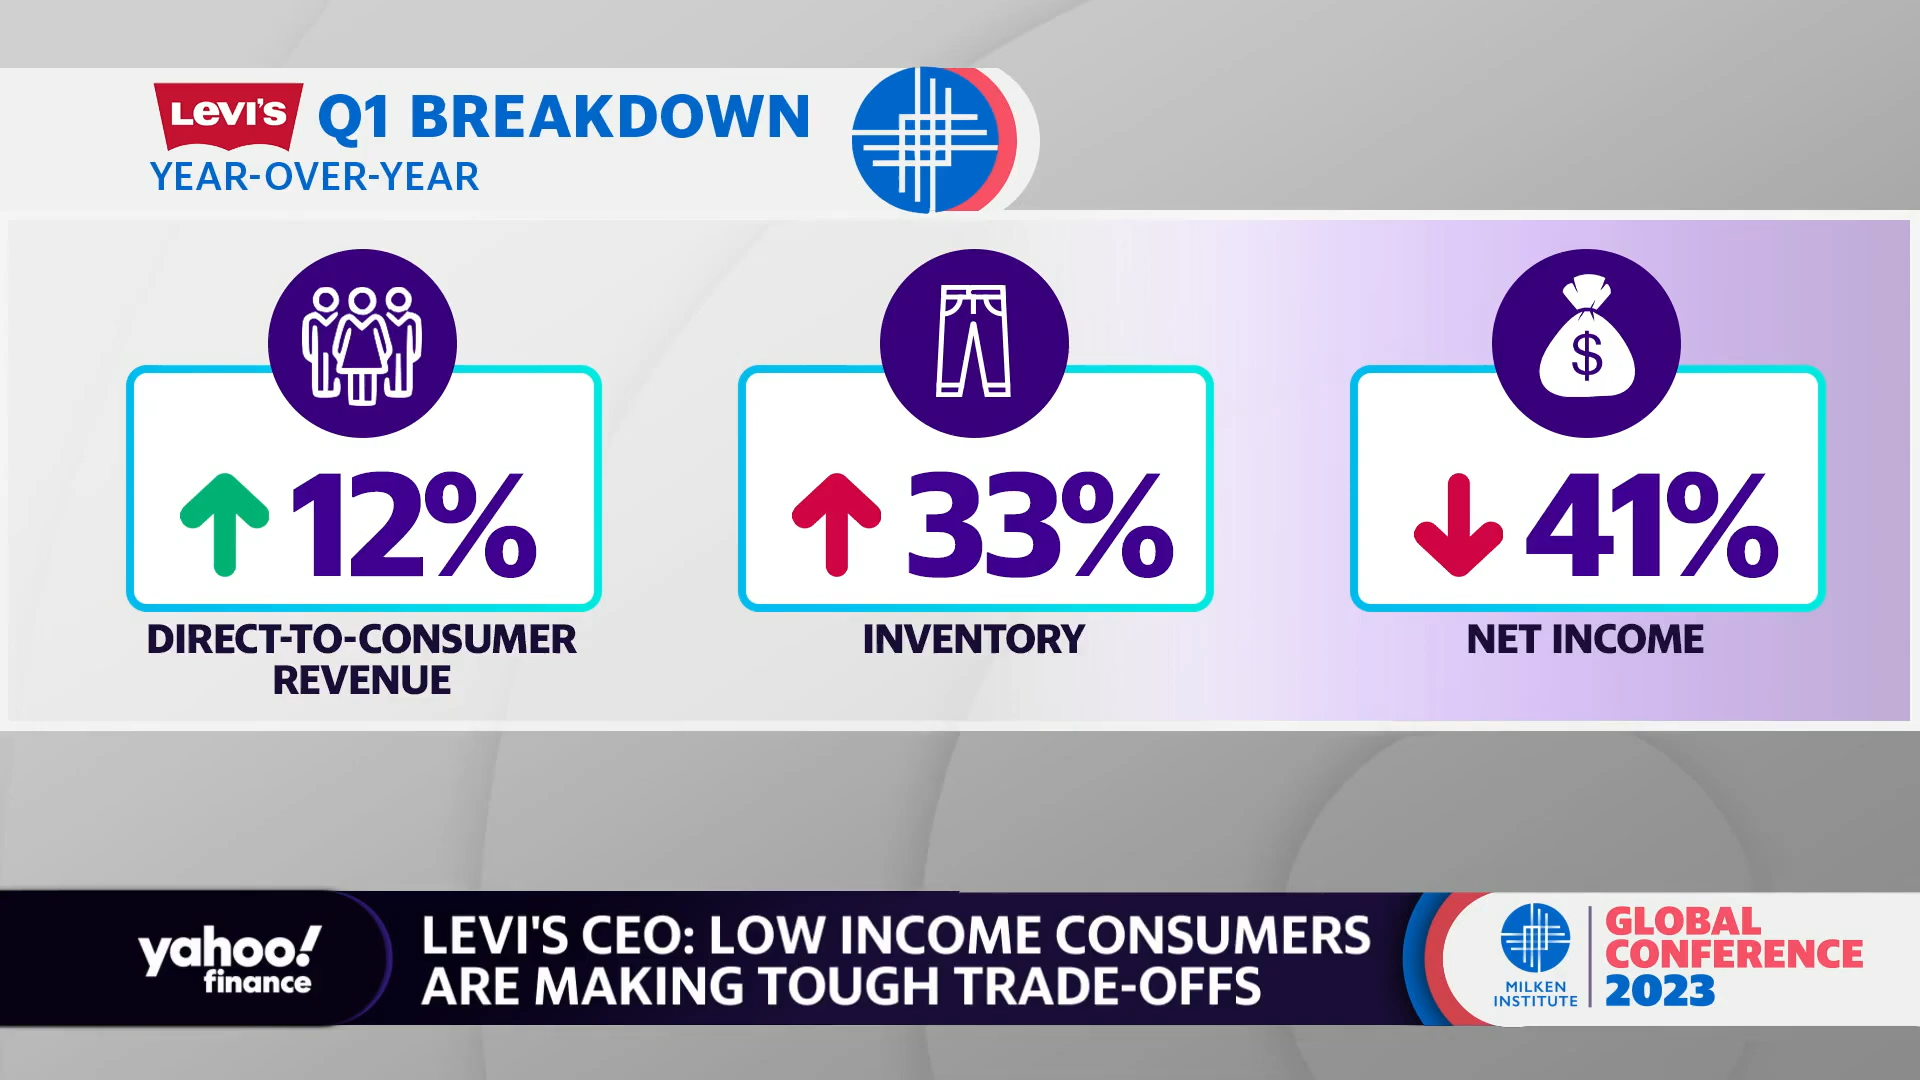 LEVI'S Q1 BREAKDOWN
YEAR-OVER-YEAR
12%
DIRECT-TO-CONSUMER
REVENUE
33%
INVENTORY
$
41%
NET INCOME
yahoo!
finance
LEVI'S CEO: LOW INCOME CONSUMERS
ARE MAKING TOUGH TRADE-OFFS
MILKEN
INSTITUTE
GLOBAL
CONFERENCE
2023